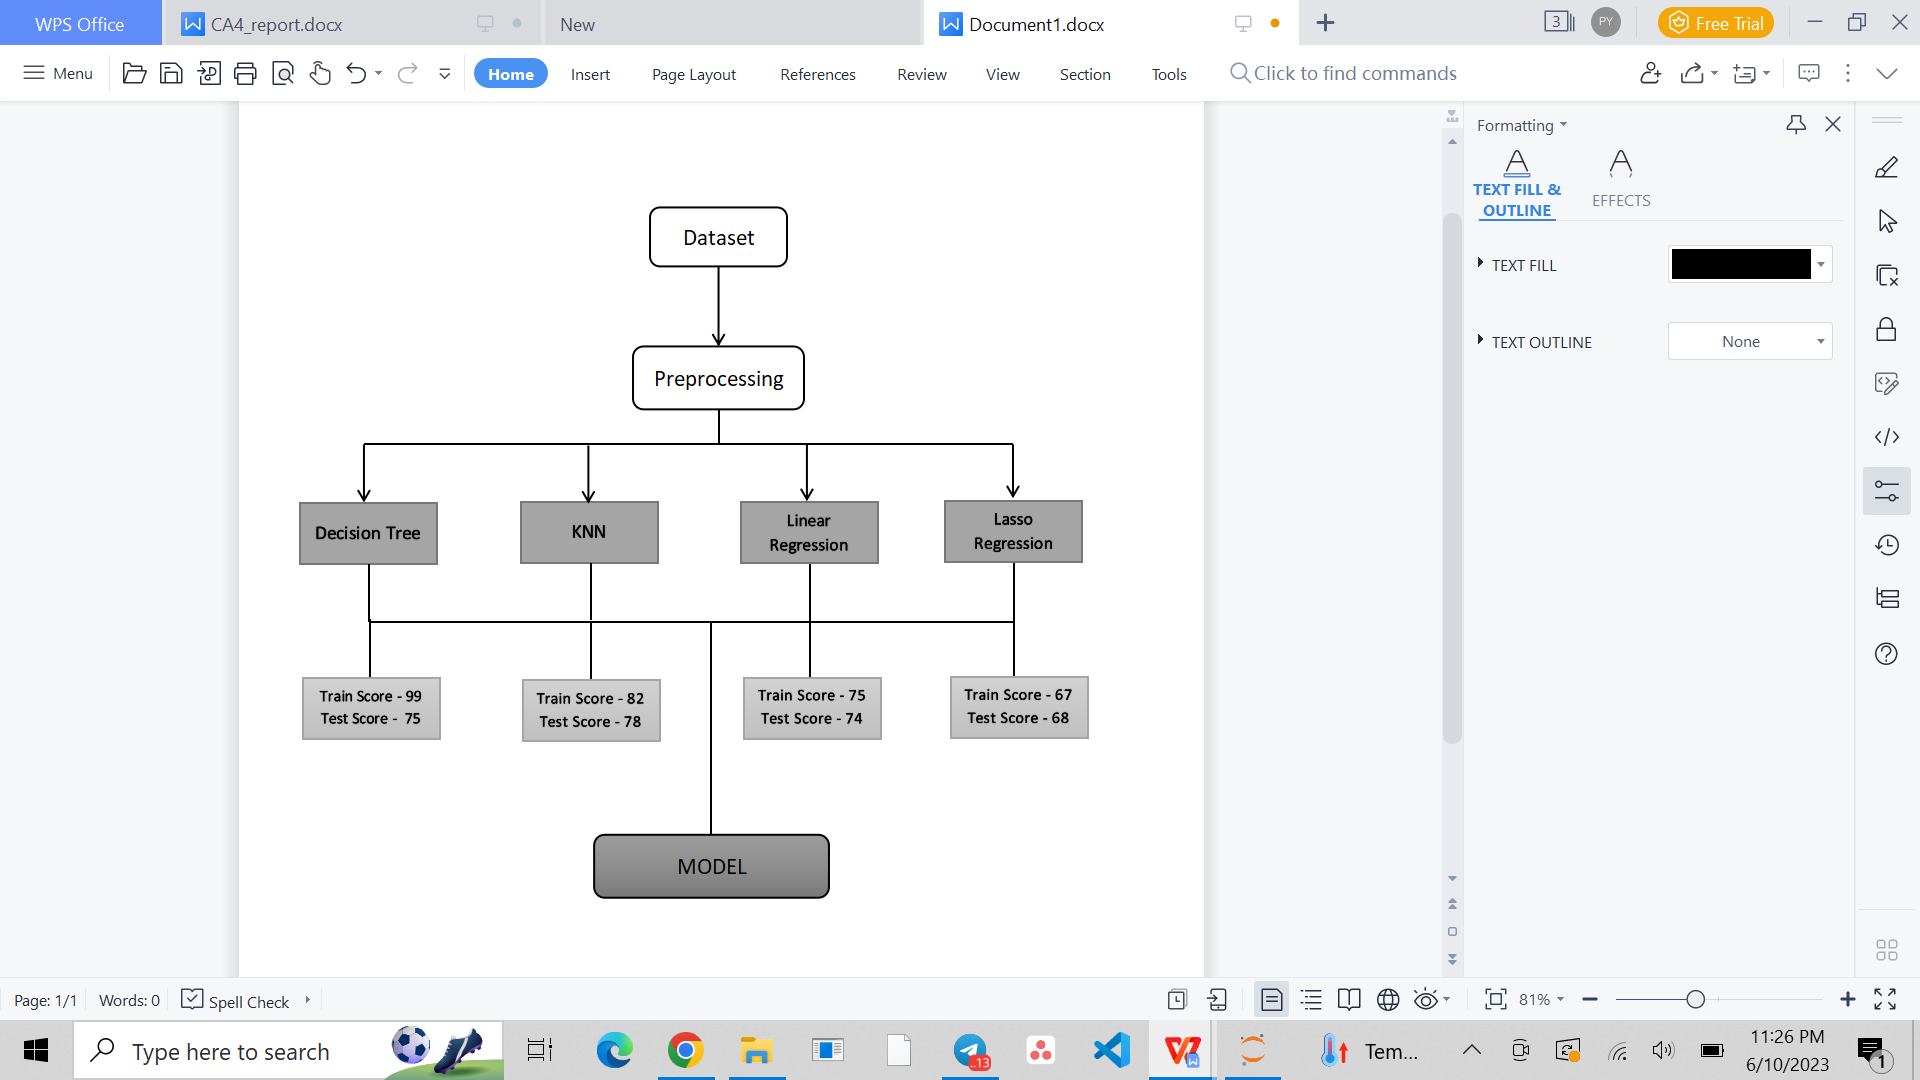 WPS Office
CA4_report.docx
New
Document1.docx
3
PY
Free Trial
Menu
Home
Insert
Page Layout
References
Review
View
Section
Tools
Click to find commands
Formatting
TEXT FILL &
OUTLINE
EFFECTS
TEXT FILL
TEXT OUTLINE
None
Dataset
Preprocessing
Decision Tree
KNN
Linear
Regression
Lasso
Regression
Train Score - 99
Test Score - 75
Train Score - 82
Test Score - 78
Train Score - 75
Test Score - 74
Train Score - 67
Test Score - 68
MODEL
Page: 1/1
Words: 0
Spell Check
81%
Type here to search
..13
Tem...
11:26 PM
6/10/2023
1